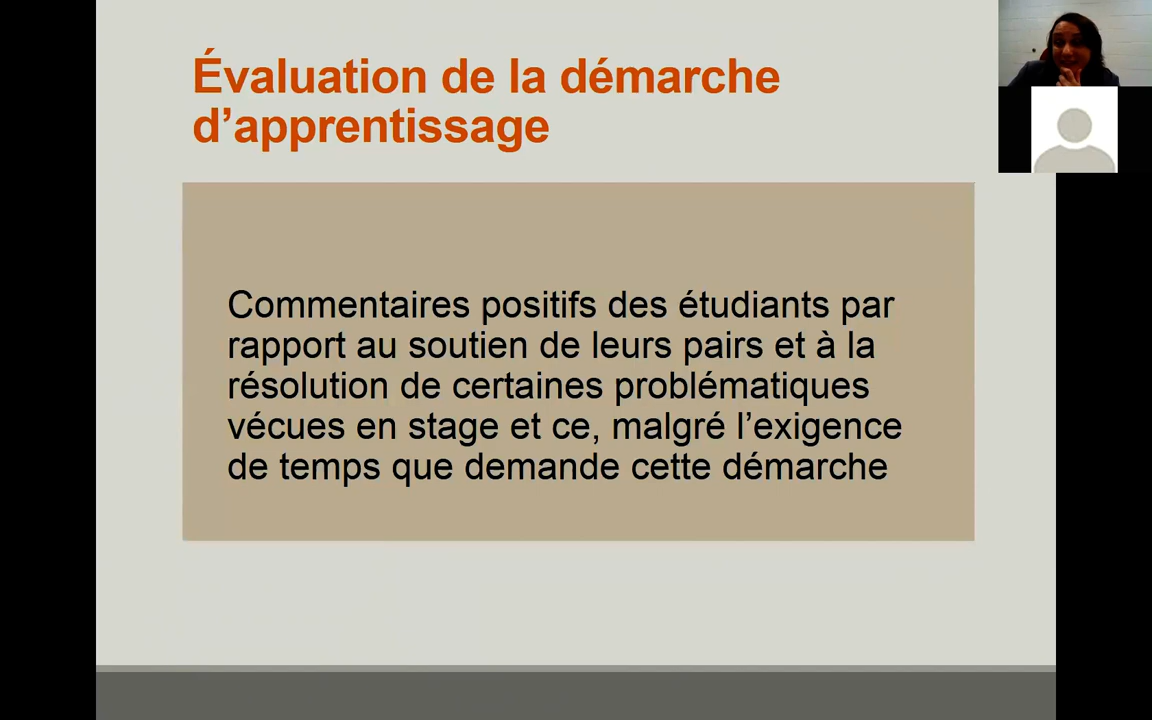 Évaluation de la démarche
d’apprentissage
Commentaires positifs des étudiants par
rapport au soutien de leurs pairs et à la
résolution de certaines problématiques
vécues en stage et ce, malgré l’exigence
de temps que demande cette démarche